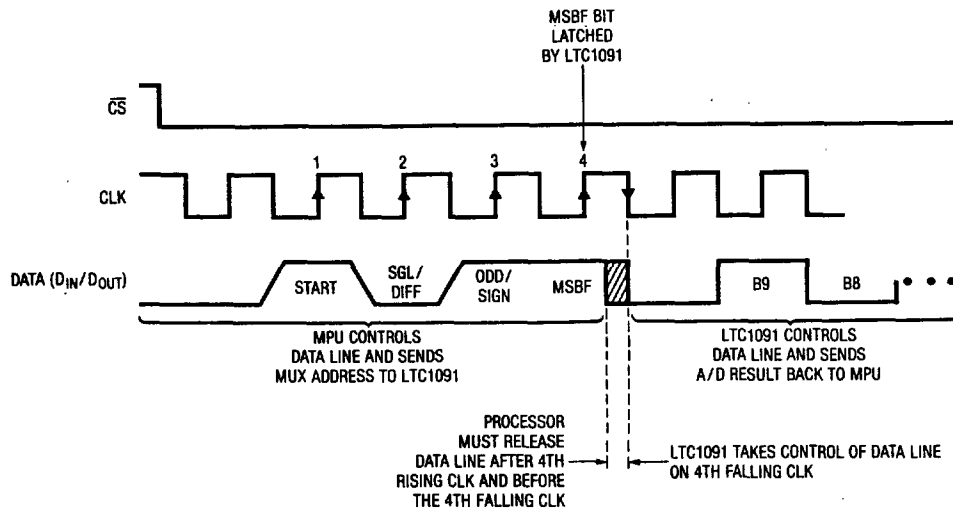 MSBF BIT
LATCHED
BY LTC1091
CS
CLK
1
2
3
4
DATA (DIN/DOUT)
START
SGL/
DIFF
ODD/
SIGN
MSBF
B9
B8
MPU CONTROLS
DATA LINE AND SENDS
MUX ADDRESS TO LTC1091
LTC1091 CONTROLS
DATA LINE AND SENDS
A/D RESULT BACK TO MPU
PROCESSOR
MUST RELEASE
DATA LINE AFTER 4TH
RISING CLK AND BEFORE
THE 4TH FALLING CLK
LTC1091 TAKES CONTROL OF DATA LINE
ON 4TH FALLING CLK